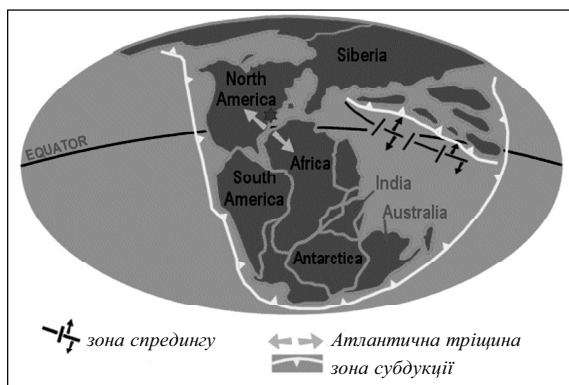 Siberia
North
America
EQUATOR
Africa
South
America
India
Australia
Antarctica
зона спредингу
Атлантична тріщина
зона субдукції